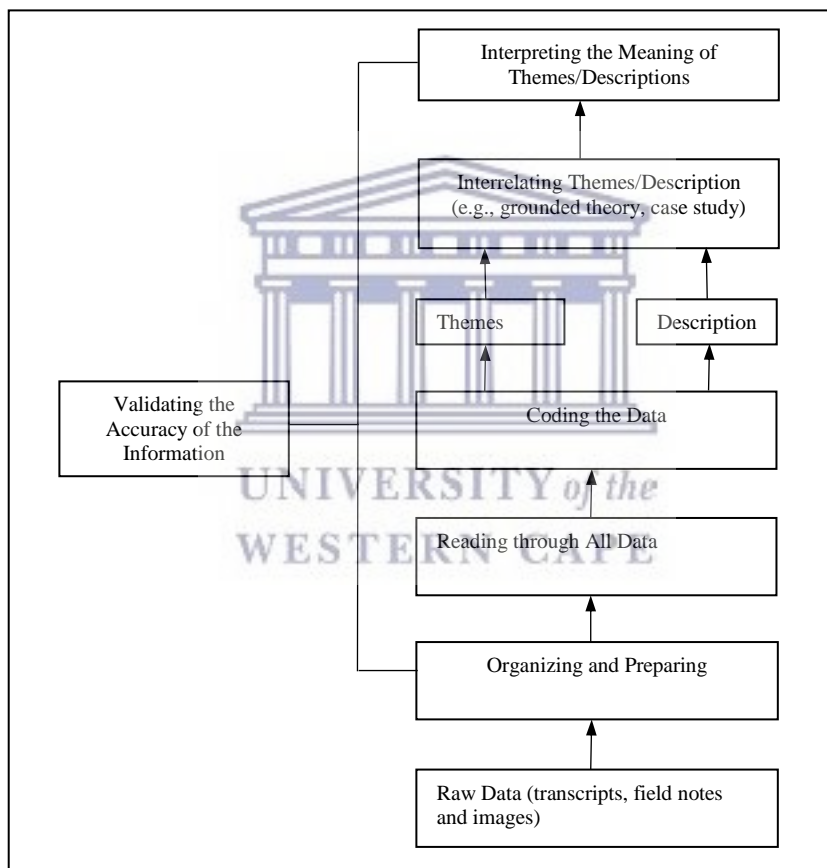 Interpreting the Meaning of
Themes/Descriptions
Interrelating Themes/Description
(e.g., grounded theory, case study)
Themes
Description
Validating the
Accuracy of the
Information
Coding the Data
UNIVERSITY of the
Reading through All Data
WESTERN CAPE
Organizing and Preparing
Raw Data (transcripts, field notes
and images)